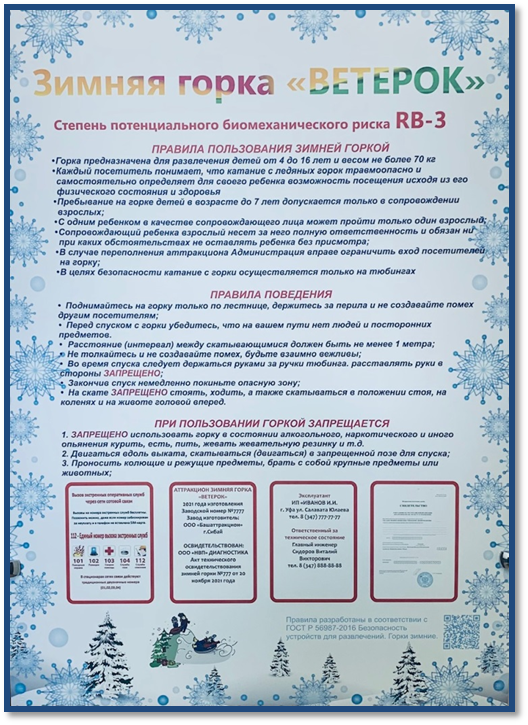 Зимняя горка «ВЕТЕРОК»
Степень потенциального биомеханического риска RB-3
ПРАВИЛА ПОЛЬЗОВАНИЯ ЗИМНЕЙ ГОРКОЙ
•Горка предназначена для развлечения детей от 4 до 16 лет и весом не более 70 кг
•Каждый посетитель понимает, что катание с ледяных горок травмоопасно и
самостоятельно определяет для своего ребенка возможность посещения исходя из его
физического состояния и здоровья
•Пребывание на горке детей в возрасте до 7 лет допускается только в сопровождении
взрослых;
•С одним ребенком в качестве сопровождающего лица может пройти только один взрослый;
•Сопровождающий ребенка взрослый несет за него полную ответственность и обязан ни
при каких обстоятельствах не оставлять ребенка без присмотра;
•В случае переполнения аттракциона Администрация вправе ограничить вход посетителей
на горку;
•В целях безопасности катание с горки осуществляется только на тюбингах
ПРАВИЛА ПОВЕДЕНИЯ
• Поднимайтесь на горку только по лестнице, держитесь за перила и не создавайте помех
другим посетителям;
• Перед спуском с горки убедитесь, что на вашем пути нет людей и посторонних
предметов.
• Расстояние (интервал) между скатывающимися должен быть не менее 1 метра;
• Не толкайтесь и не создавайте помех, будьте взаимно вежливы;
• Во время спуска следует держаться руками за ручки тюбинга. расставлять руки в
стороны ЗАПРЕЩЕНО;
• Закончив спуск немедленно покиньте опасную зону;
• На скате ЗАПРЕЩЕНО стоять, ходить, а также скатываться в положении стоя, на
коленях и на животе головой вперед.
ПРИ ПОЛЬЗОВАНИИ ГОРКОЙ ЗАПРЕЩАЕТСЯ
1. ЗАПРЕЩЕНО использовать горку в состоянии алкогольного, наркотического и иного
опьянения курить, есть, пить, жевать жевательную резинку и т.д.
2. Двигаться вдоль выката, скатываться (двигаться) в запрещенной позе для спуска;
3. Проносить колющие и режущие предметы, брать с собой крупные предметы или
животных;
Вызов экстренных оперативных служб
через сети сотовой связи
112 - Единый номер вызова экстренных служб
101 102 103 104 112
АТТРАКЦИОН ЗИМНЯЯ ГОРКА
«ВЕТЕРОК»
2021 года изготовления
Заводской номер №7777
Завод изготовитель:
ООО «Башаттракцион»
г.Сибай
ОСВИДЕТЕЛЬСТВОВАН:
ООО «НВП» ДИАГНОСТИКА
Акт технического
освидетельствования
зимней горки №777 от 20
ноября 2021 года
Эксплуатант
ИП «ИВАНОВ И.И.
г. Уфа ул. Салавата Юлаева
тел. 8 (347) 777-77-77
Ответственный за
техническое состояние
Главный инженер
Сидоров Виталий
Викторович
тел. 8 (347) 888-88-88
Правила разработаны в соответствии с
ГОСТ Р 56987-2016 Безопасность
устройств для развлечений. Горки зимние.